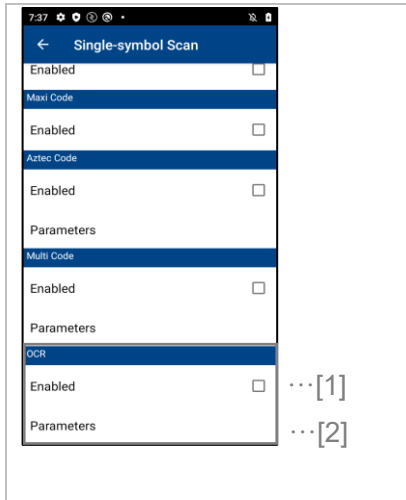 7:37
Single-symbol Scan
Enabled
Maxi Code
Enabled
Aztec Code
Enabled
Parameters
Multi Code
Enabled
Parameters
OCR
Enabled …[1]
Parameters …[2]